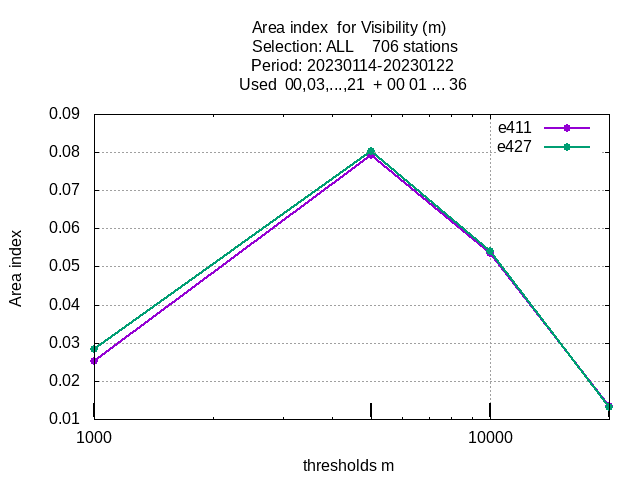 Area index  for Visibility (m)
Selection: ALL    706 stations
Period: 20230114-20230122
Used  00,03,...,21  + 00 01 ... 36
e411
e427
0.09
0.08
0.07
0.06
0.05
0.04
0.03
0.02
0.01
Area index
1000
10000
thresholds m